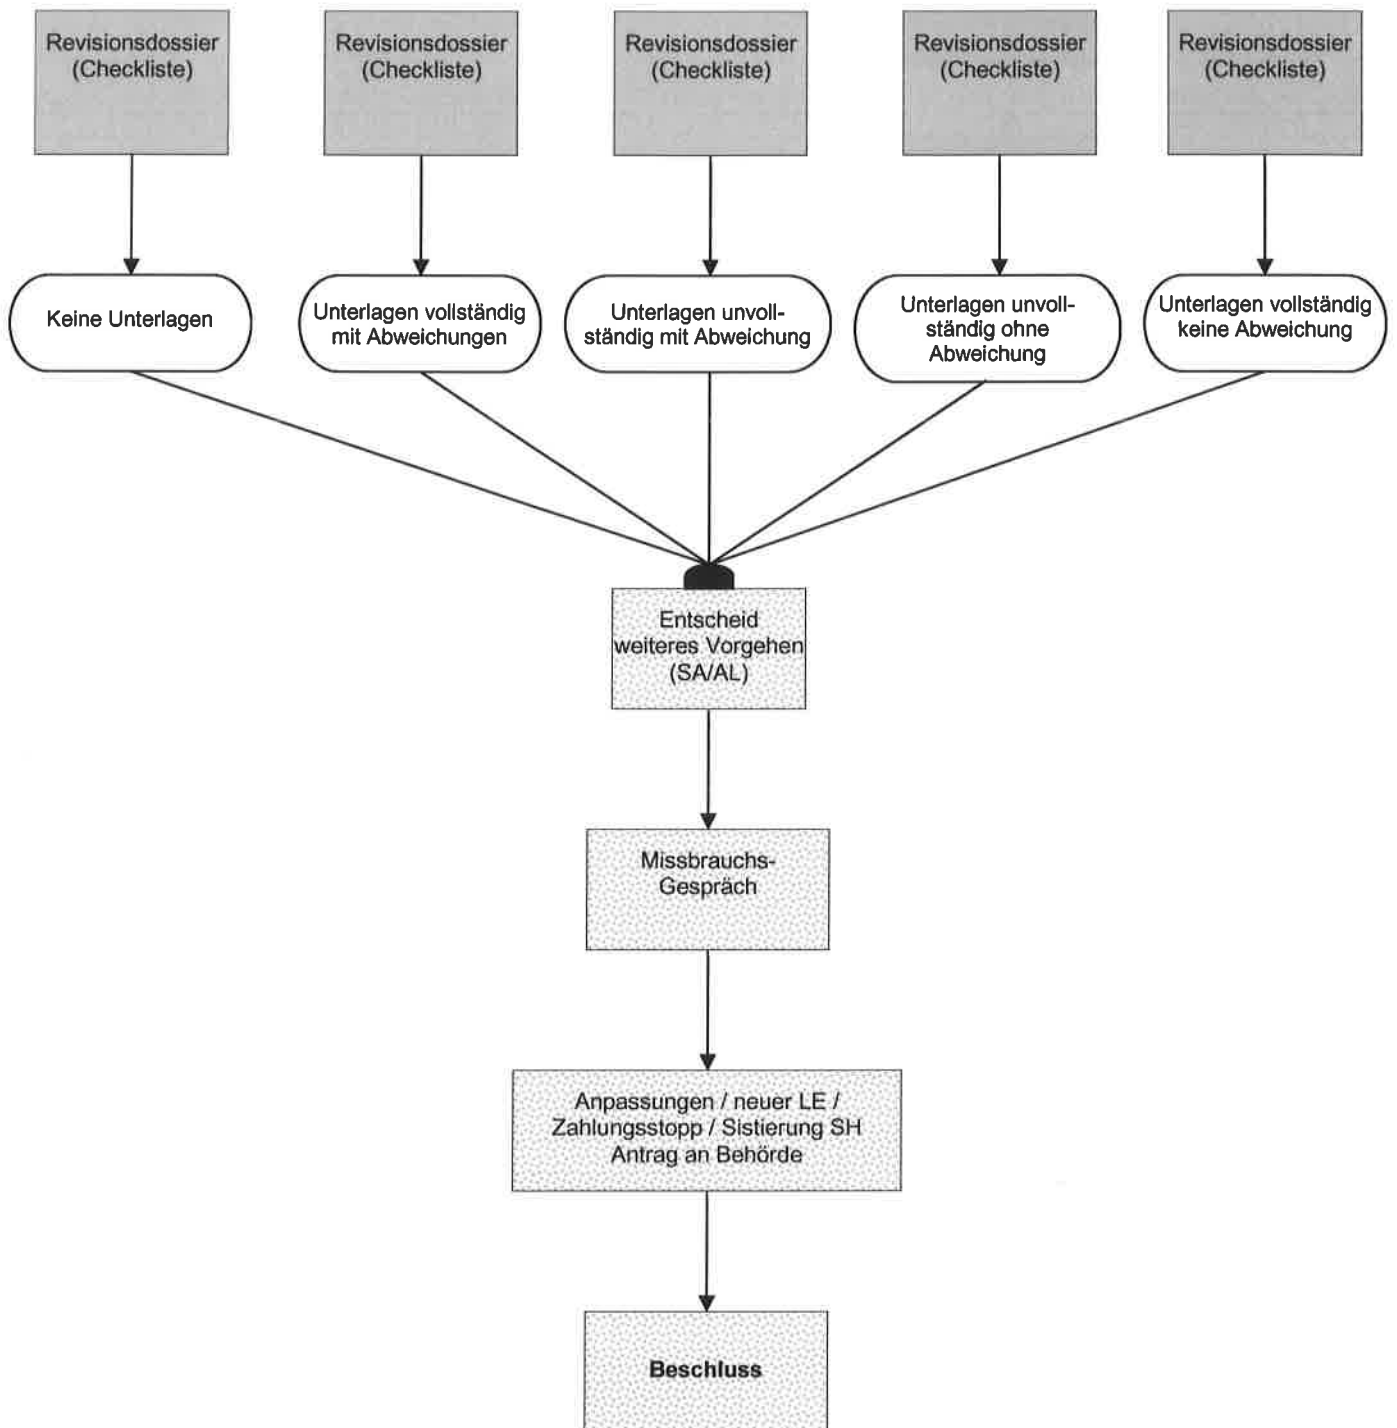 Revisionsdossier
(Checkliste)
Revisionsdossier
(Checkliste)
Revisionsdossier
(Checkliste)
Revisionsdossier
(Checkliste)
Revisionsdossier
(Checkliste)
Keine Unterlagen
Unterlagen vollständig
mit Abweichungen
Unterlagen unvoll-
ständig mit Abweichung
Unterlagen unvoll-
ständig ohne
Abweichung
Unterlagen vollständig
keine Abweichung
Entscheid
weiteres Vorgehen
(SA/AL)
Missbrauchs-
Gespräch
Anpassungen / neuer LE /
Zahlungsstopp / Sistierung SH
Antrag an Behörde
Beschluss